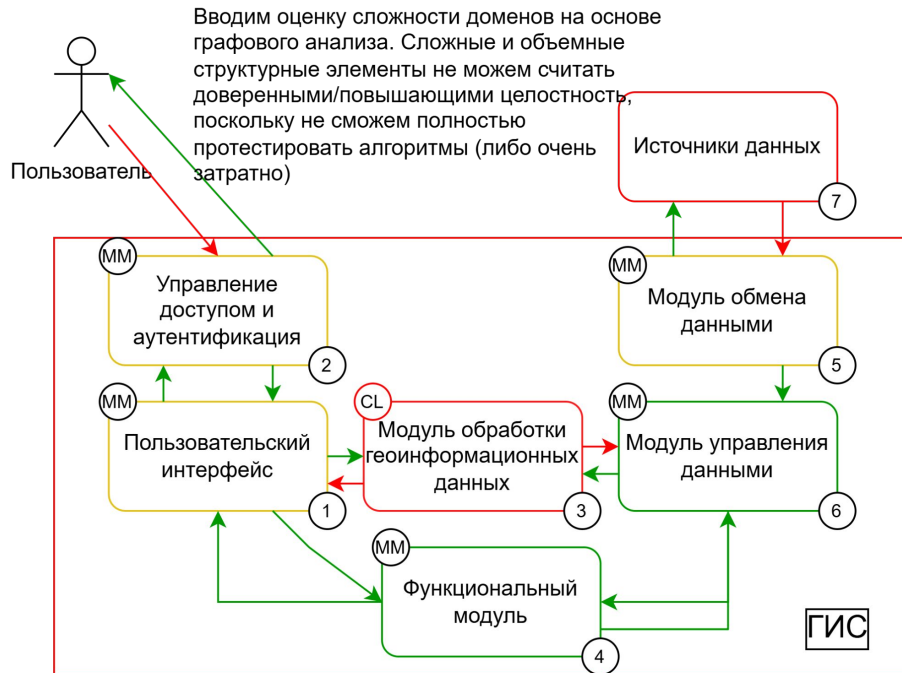 Вводим оценку сложности доменов на основе
графового анализа. Сложные и объемные
структурные элементы не можем считать
доверенными/повышающими целостность,
поскольку не сможем полностью
протестировать алгоритмы (либо очень
затратно)
Пользователь
Источники данных
7
MM
Управление
доступом и
аутентификация
2
MM
Модуль обмена
данными
5
MM
Пользовательский
интерфейс
1
CL
Модуль обработки
геоинформационных
данных
3
MM
Модуль управления
данными
6
MM
Функциональный
модуль
4
ГИС